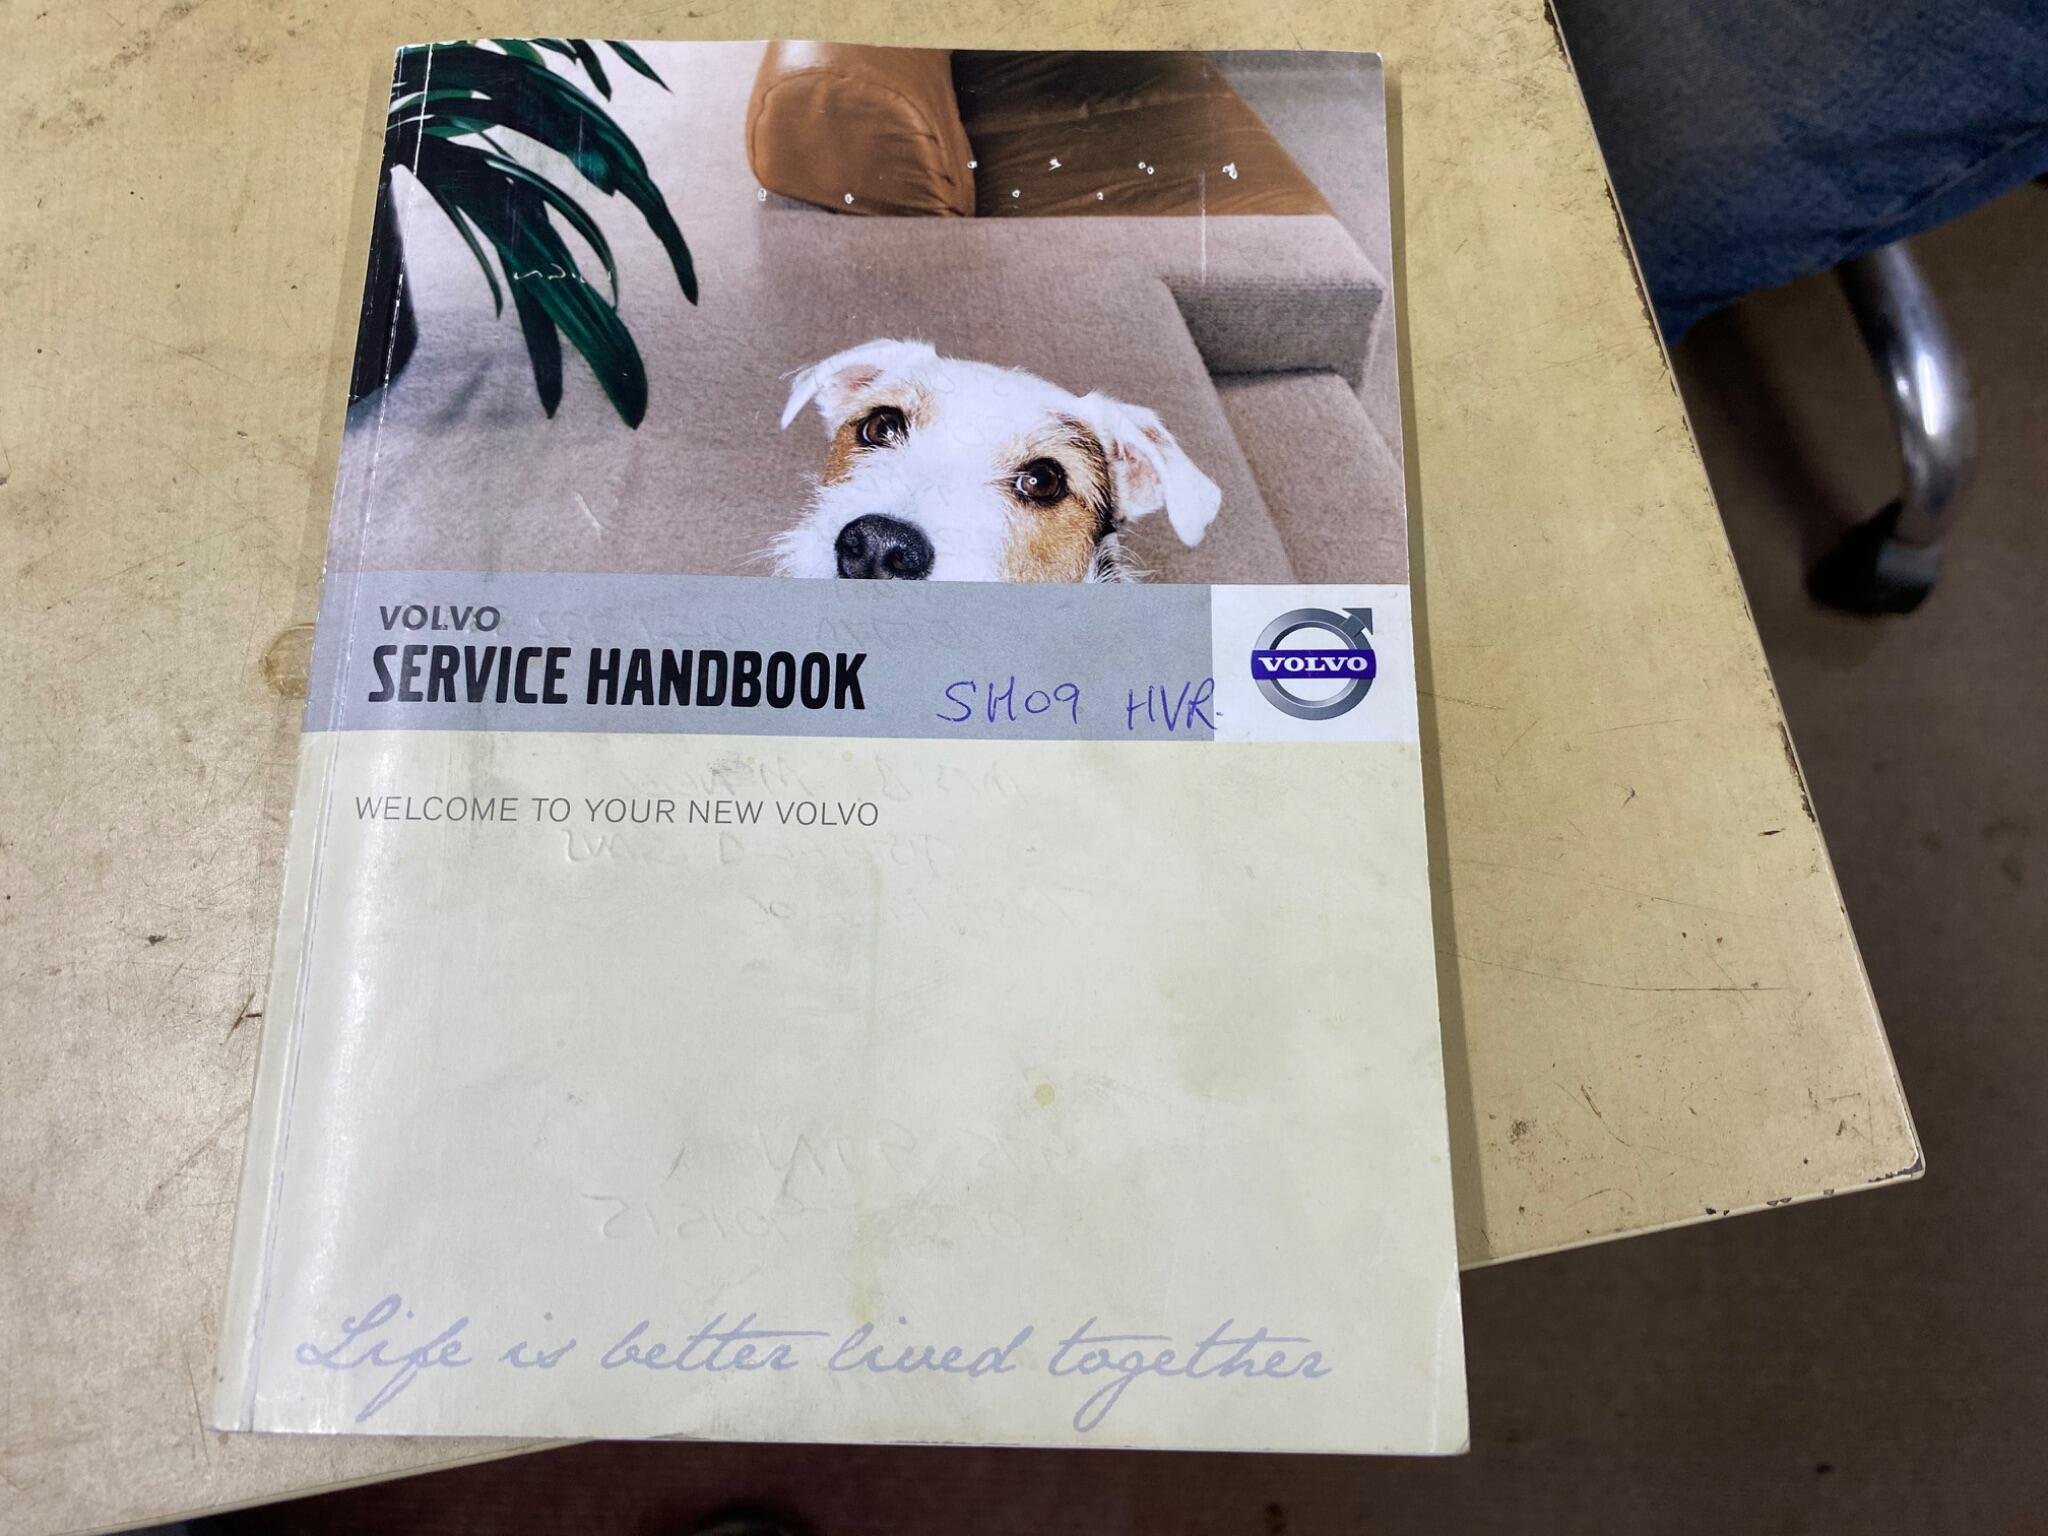 VOLVO
SERVICE HANDBOOK
SH09 HVR.
VOLVO
WELCOME TO YOUR NEW VOLVO
Life is better lived together